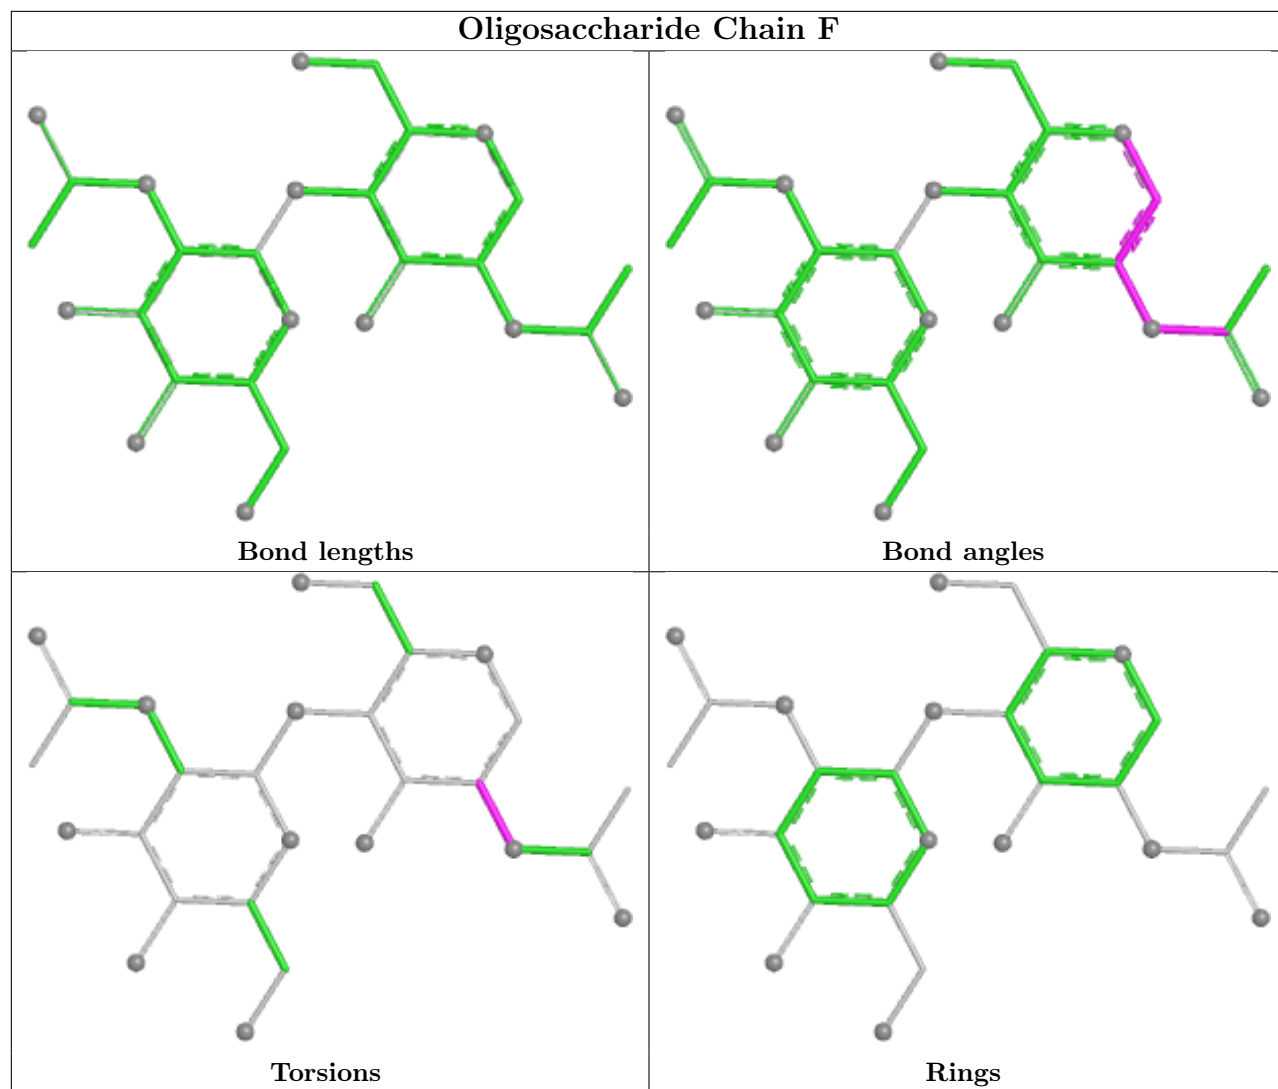 Oligosaccharide Chain F
Bond lengths
Bond angles
Torsions
Rings